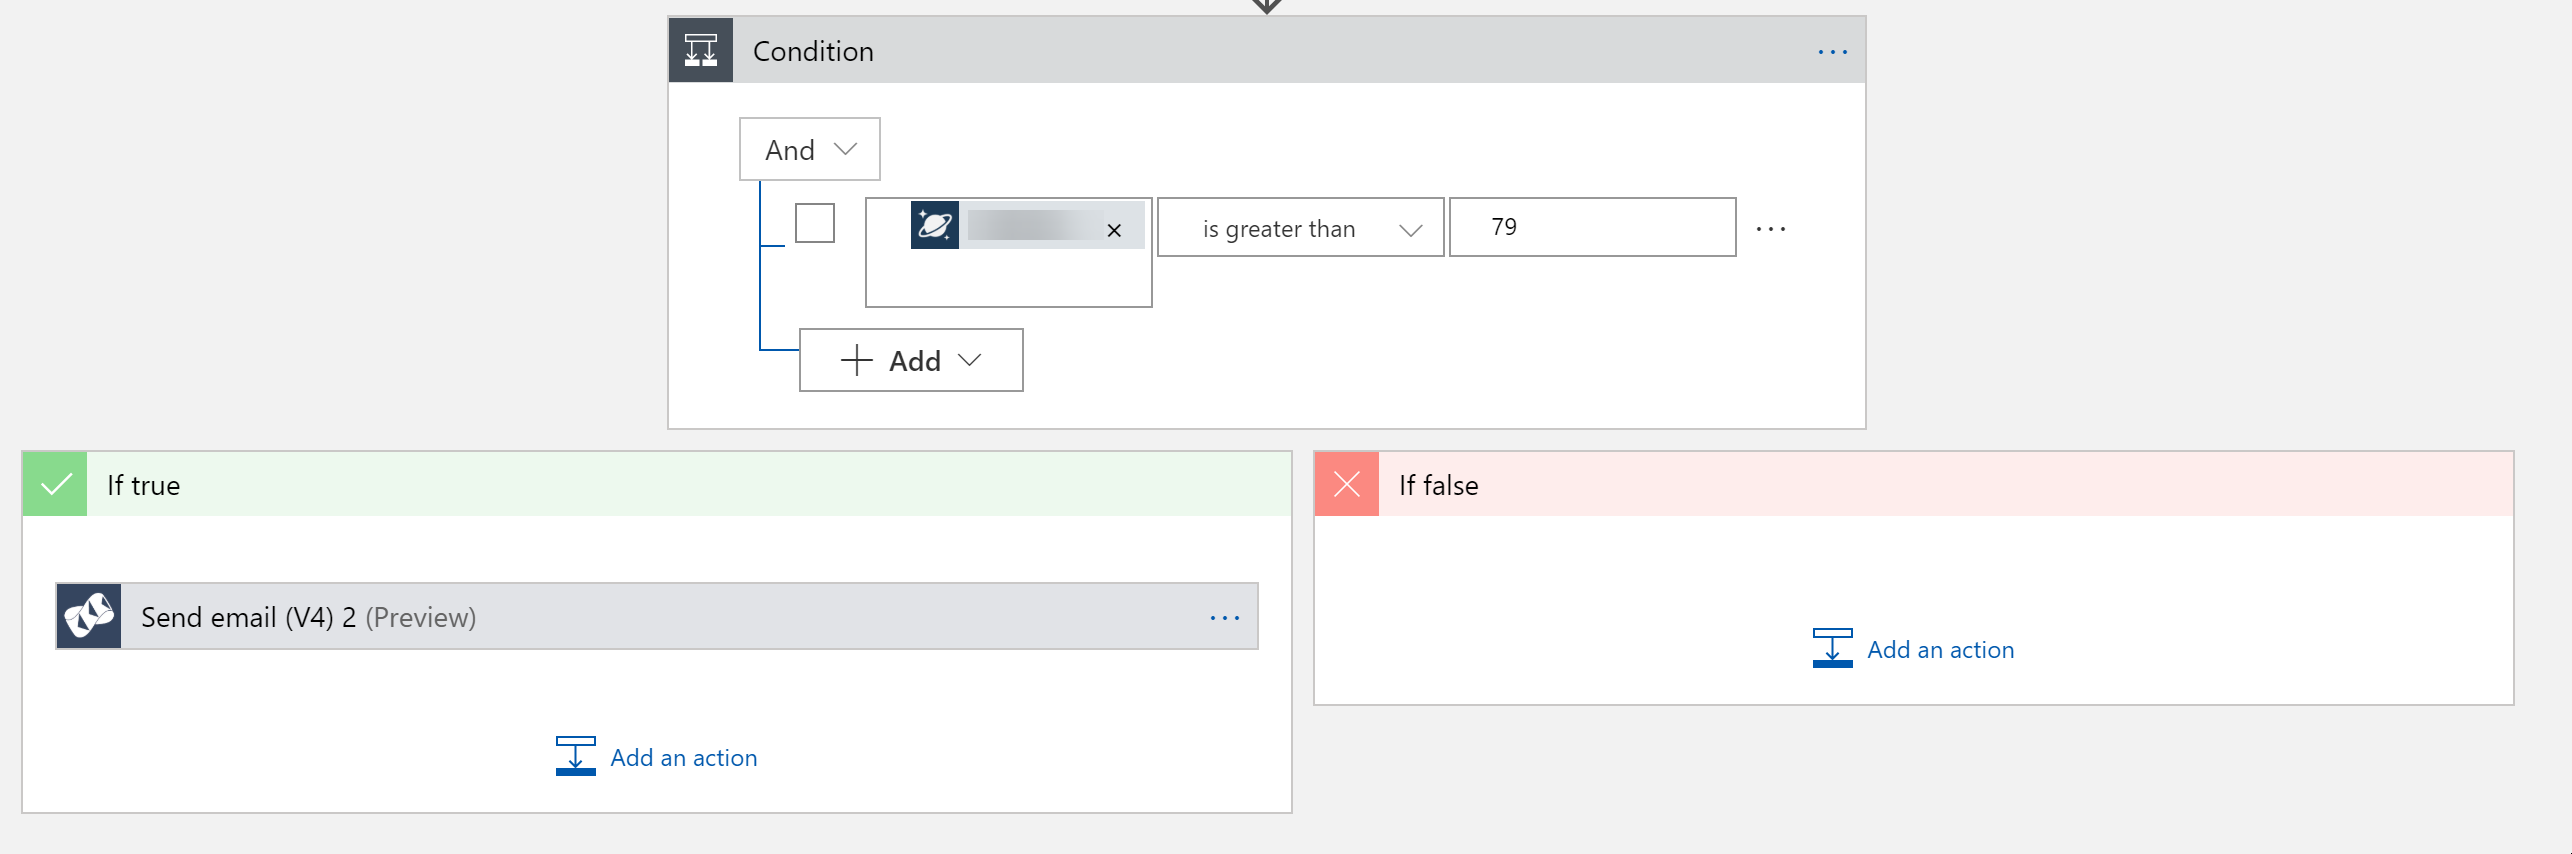 Condition
And
is greater than
79
Add
If true
If false
Send email (V4) 2 (Preview)
Add an action
Add an action